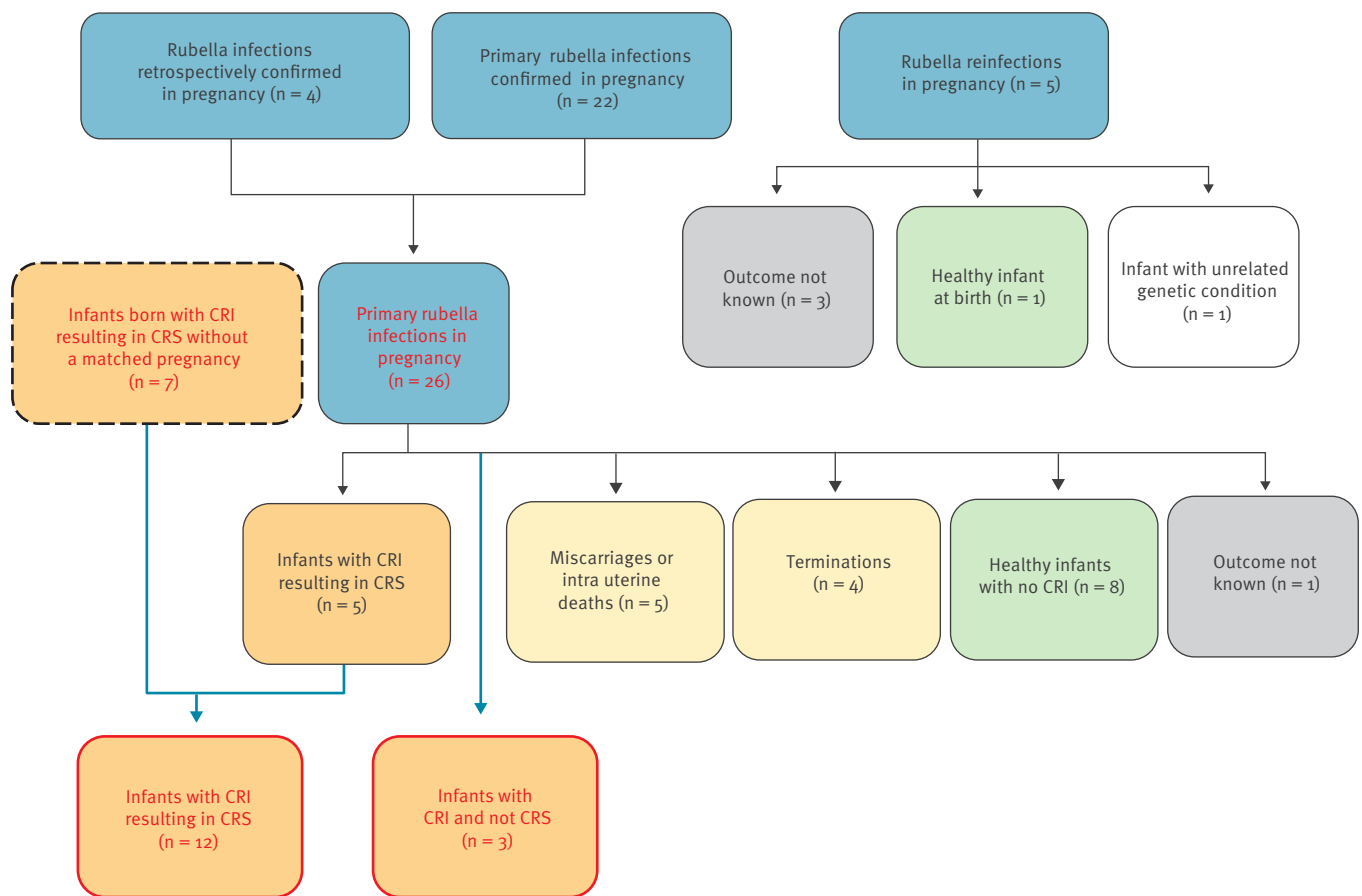 Rubella infections
retrospectively confirmed
in pregnancy (n = 4)
Primary rubella infections
confirmed in pregnancy
(n = 22)
Rubella reinfections
in pregnancy (n = 5)
Outcome not
known (n = 3)
Healthy infant
at birth (n = 1)
Infant with unrelated
genetic condition
(n = 1)
Infants born with CRI
resulting in CRS without
a matched pregnancy
(n = 7)
Primary rubella
infections in
pregnancy
(n = 26)
Infants with CRI
resulting in CRS
(n = 5)
Miscarriages or
intra uterine
deaths (n = 5)
Terminations
(n = 4)
Healthy infants
with no CRI (n = 8)
Outcome not
known (n = 1)
Infants with CRI
resulting in CRS
(n = 12)
Infants with
CRI and not CRS
(n = 3)